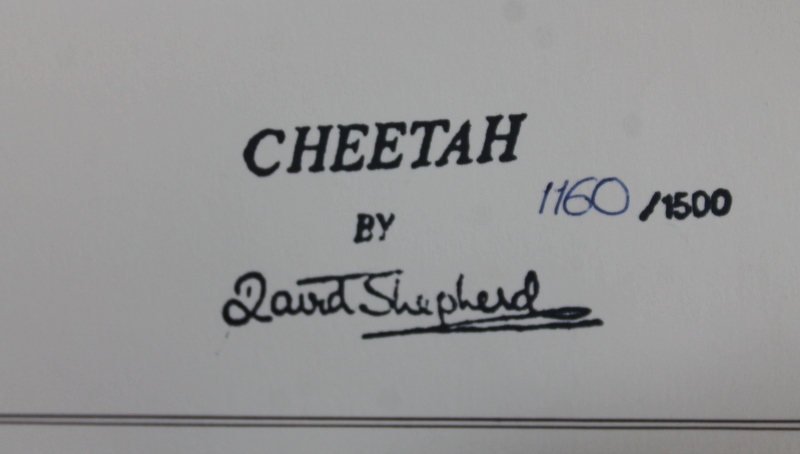 CHEETAH
1160/1500
BY
David Shepherd